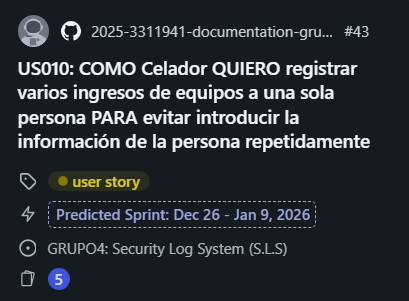 2025-3311941-documentation-gru... #43
US010: COMO Celador QUIERO registrar
varios ingresos de equipos a una sola
persona PARA evitar introducir la
información de la persona repetidamente
user story
Predicted Sprint: Dec 26 - Jan 9, 2026
GRUPO4: Security Log System (S.L.S)
5